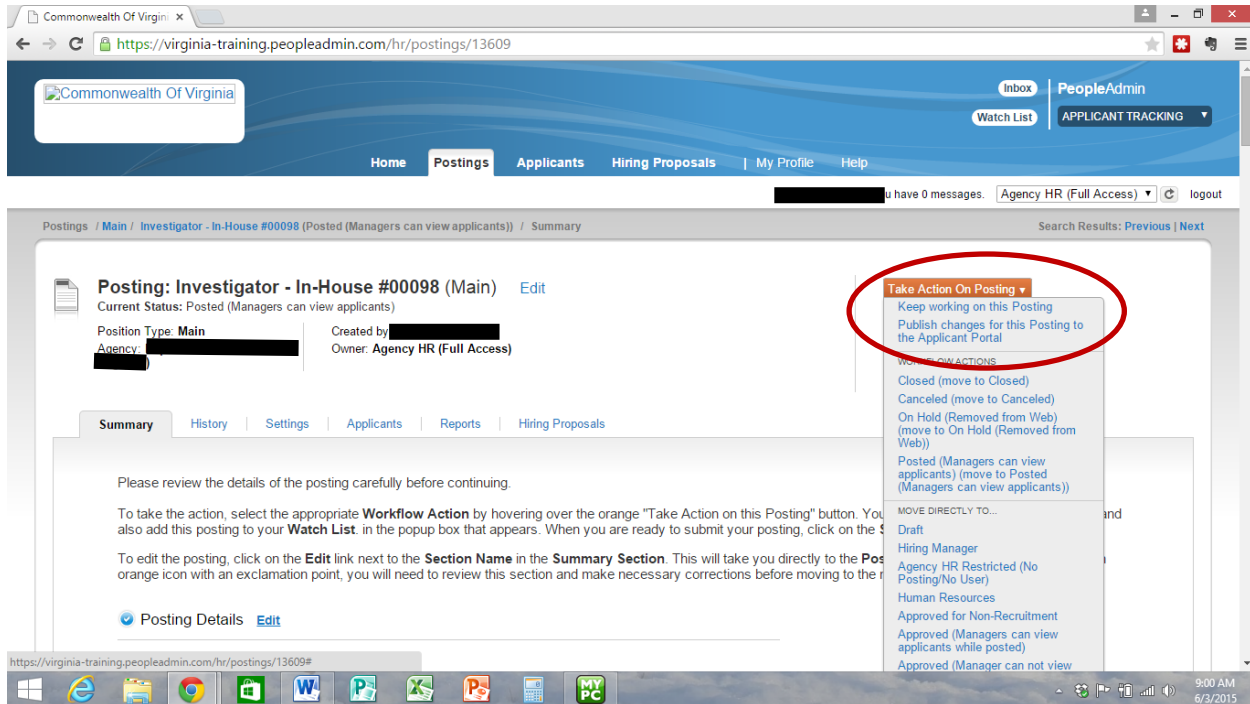 Commonwealth Of Virgini
https://virginia-training.peopleadmin.com/hr/postings/13609
Commonwealth Of Virginia
Inbox
PeopleAdmin
Watch List
APPLICANT TRACKING
Home Postings Applicants Hiring Proposals | My Profile Help
u have 0 messages. Agency HR (Full Access) logout
Postings / Main / Investigator - In-House #00098 (Posted (Managers can view applicants)) / Summary
Search Results: Previous | Next
Posting: Investigator - In-House #00098 (Main) Edit
Current Status: Posted (Managers can view applicants)
Position Type: Main
Created by
Agency:
Owner: Agency HR (Full Access)
)
Take Action On Posting
Keep working on this Posting
Publish changes for this Posting to
the Applicant Portal
WORKFLOW ACTIONS
Closed (move to Closed)
Canceled (move to Canceled)
On Hold (Removed from Web)
(move to On Hold (Removed from
Web))
Posted (Managers can view
applicants) (move to Posted
(Managers can view applicants))
MOVE DIRECTLY TO...
Draft
Hiring Manager
Agency HR Restricted (No
Posting/No User)
Human Resources
Approved for Non-Recruitment
Approved (Managers can view
applicants while posted)
Approved (Manager can not view
Summary History Settings Applicants Reports Hiring Proposals
Please review the details of the posting carefully before continuing.
To take the action, select the appropriate Workflow Action by hovering over the orange "Take Action on this Posting" button. You and
also add this posting to your Watch List. in the popup box that appears. When you are ready to submit your posting, click on the
To edit the posting, click on the Edit link next to the Section Name in the Summary Section. This will take you directly to the Pos
orange icon with an exclamation point, you will need to review this section and make necessary corrections before moving to the
Posting Details Edit
https://virginia-training.peopleadmin.com/hr/postings/13609#
MY
PC
9:00 AM
6/3/2015